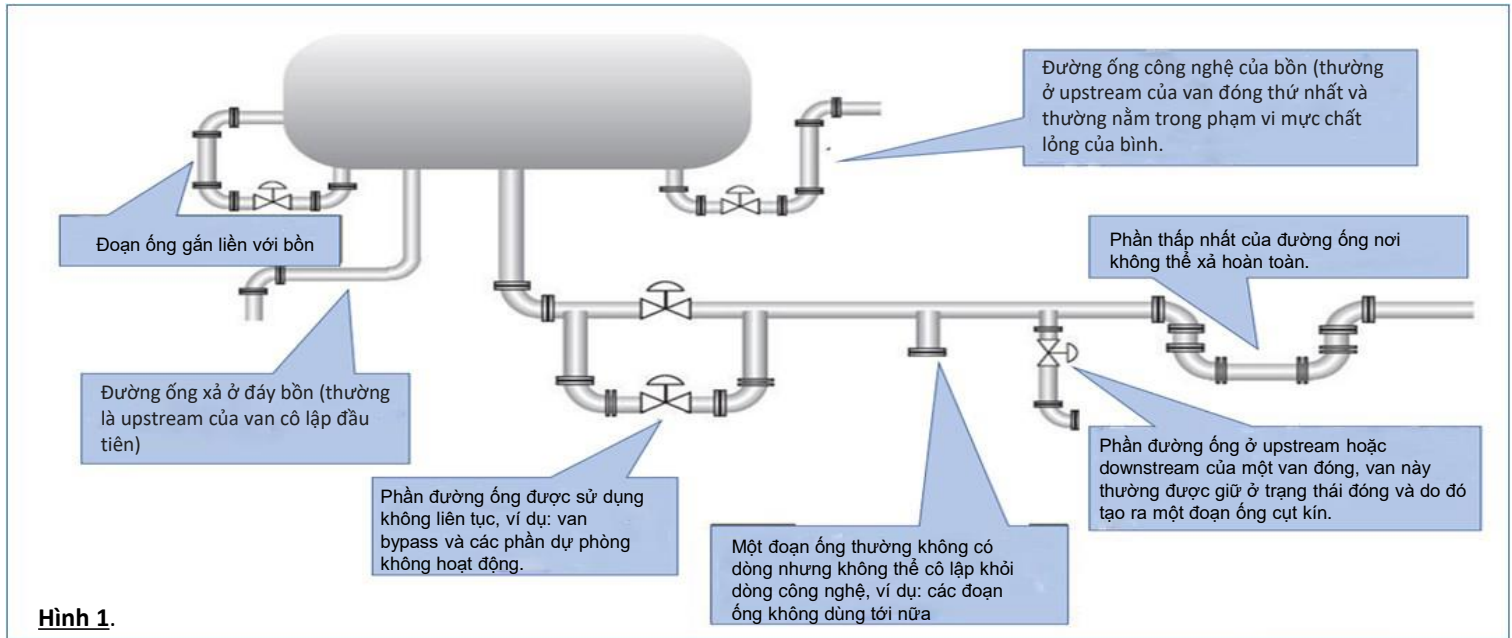 Đường ống công nghệ của bồn (thường
ở upstream của van đóng thứ nhất và
thường nằm trong phạm vi mực chất
lỏng của bình.
Đoạn ống gắn liền với bồn
Phần thấp nhất của đường ống nơi
không thể xả hoàn toàn.
Đường ống xả ở đáy bồn (thường
là upstream của van cô lập đầu
tiên)
Phần đường ống ở upstream hoặc
downstream của một van đóng, van này
thường được giữ ở trạng thái đóng và do đó
tạo ra một đoạn ống cụt kín.
Phần đường ống được sử dụng
không liên tục, ví dụ: van
bypass và các phần dự phòng
không hoạt động.
Một đoạn ống thường không có
dòng nhưng không thể cô lập khỏi
dòng công nghệ, ví dụ: các đoạn
ống không dùng tới nữa
Hình 1.